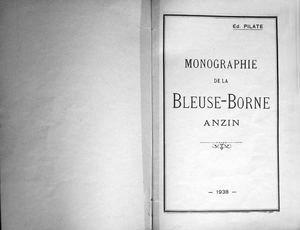 Ed. PILATE
MONOGRAPHIE
DE LA
BLEUSE-BORNE
ANZIN
— 1938 —